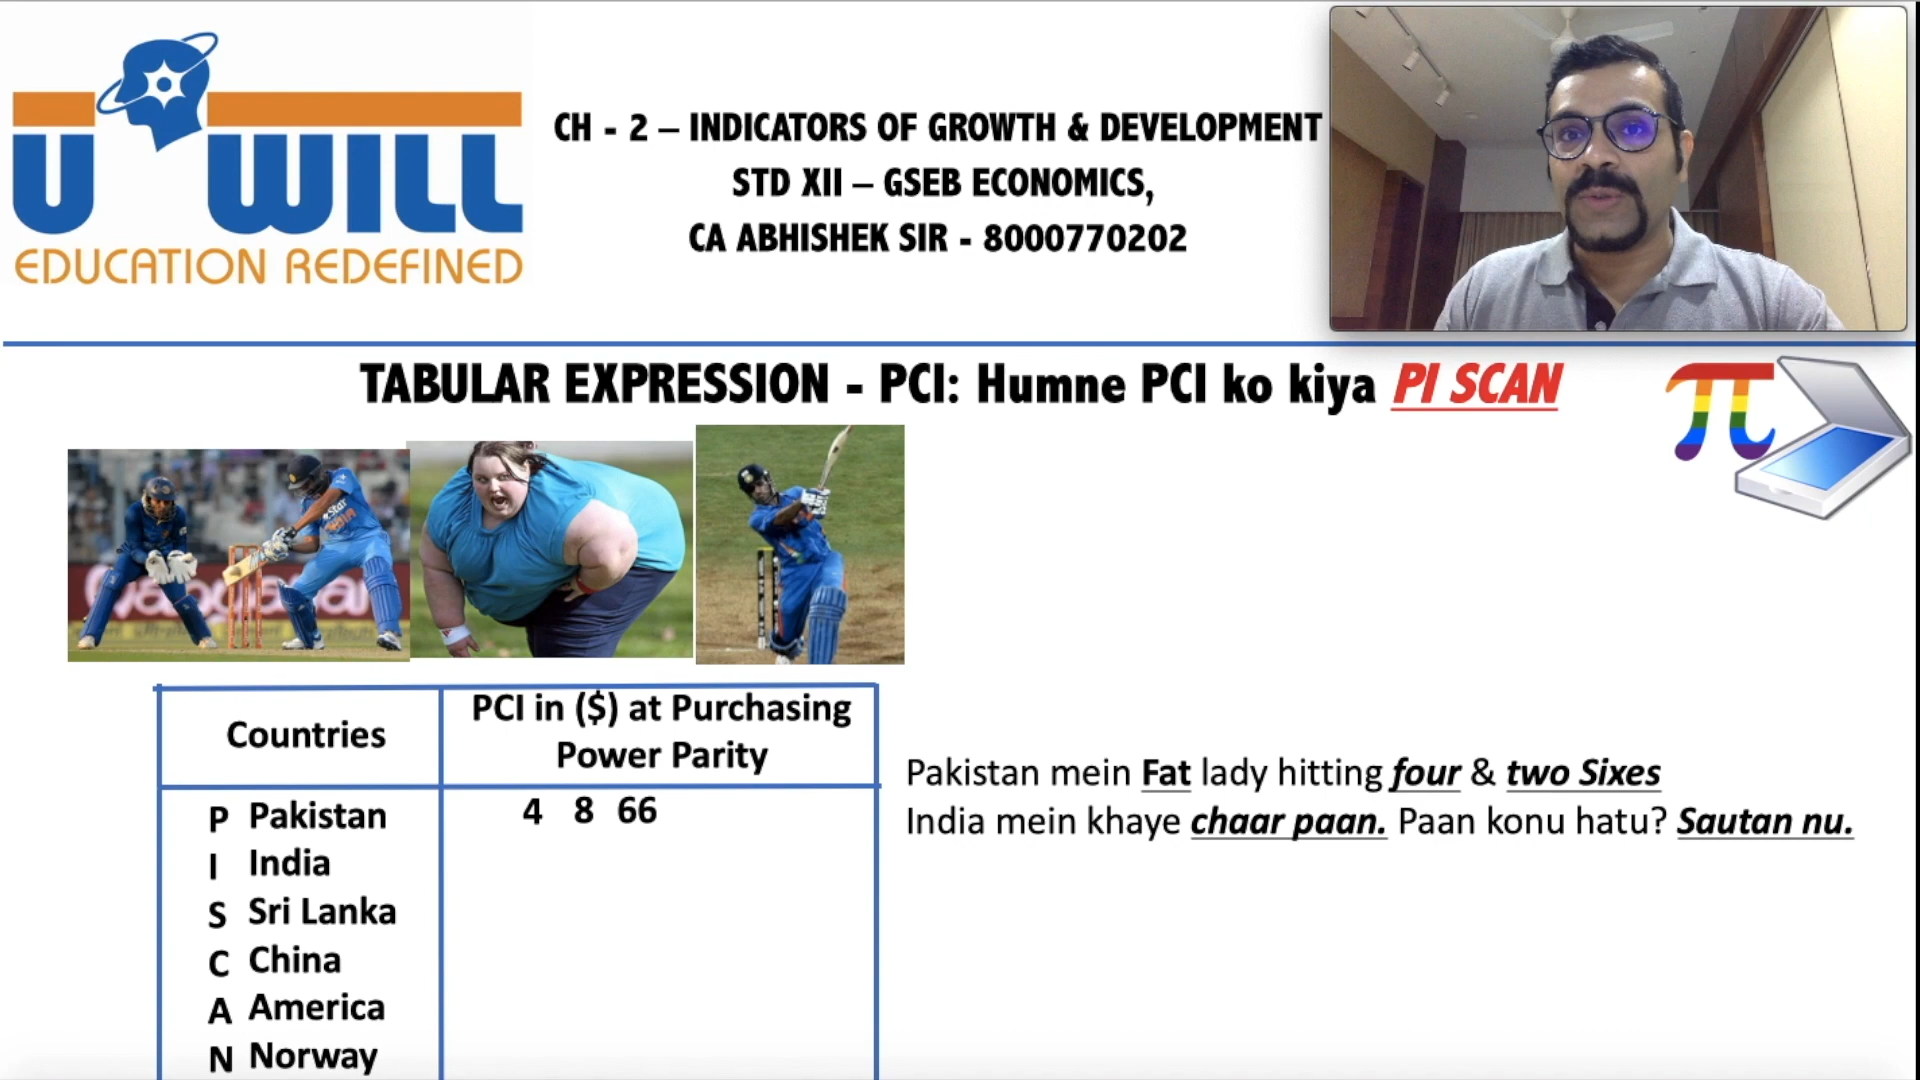 U WILL
EDUCATION REDEFINED
CH - 2 – INDICATORS OF GROWTH & DEVELOPMENT
STD XII – GSEB ECONOMICS,
CA ABHISHEK SIR - 8000770202
TABULAR EXPRESSION - PCI: Humne PCI ko kiya PI SCAN
π
Star
INDIA
Countries
PCI in ($) at Purchasing
Power Parity
P Pakistan 4 8 66
I India
S Sri Lanka
C China
A America
N Norway
Pakistan mein Fat lady hitting four & two Sixes
India mein khaye chaar paan. Paan konu hatu? Sautan nu.